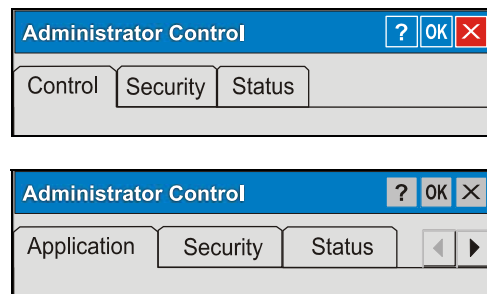 Administrator Control ? OK X
Control Security Status
Administrator Control ? OK X
Application Security Status